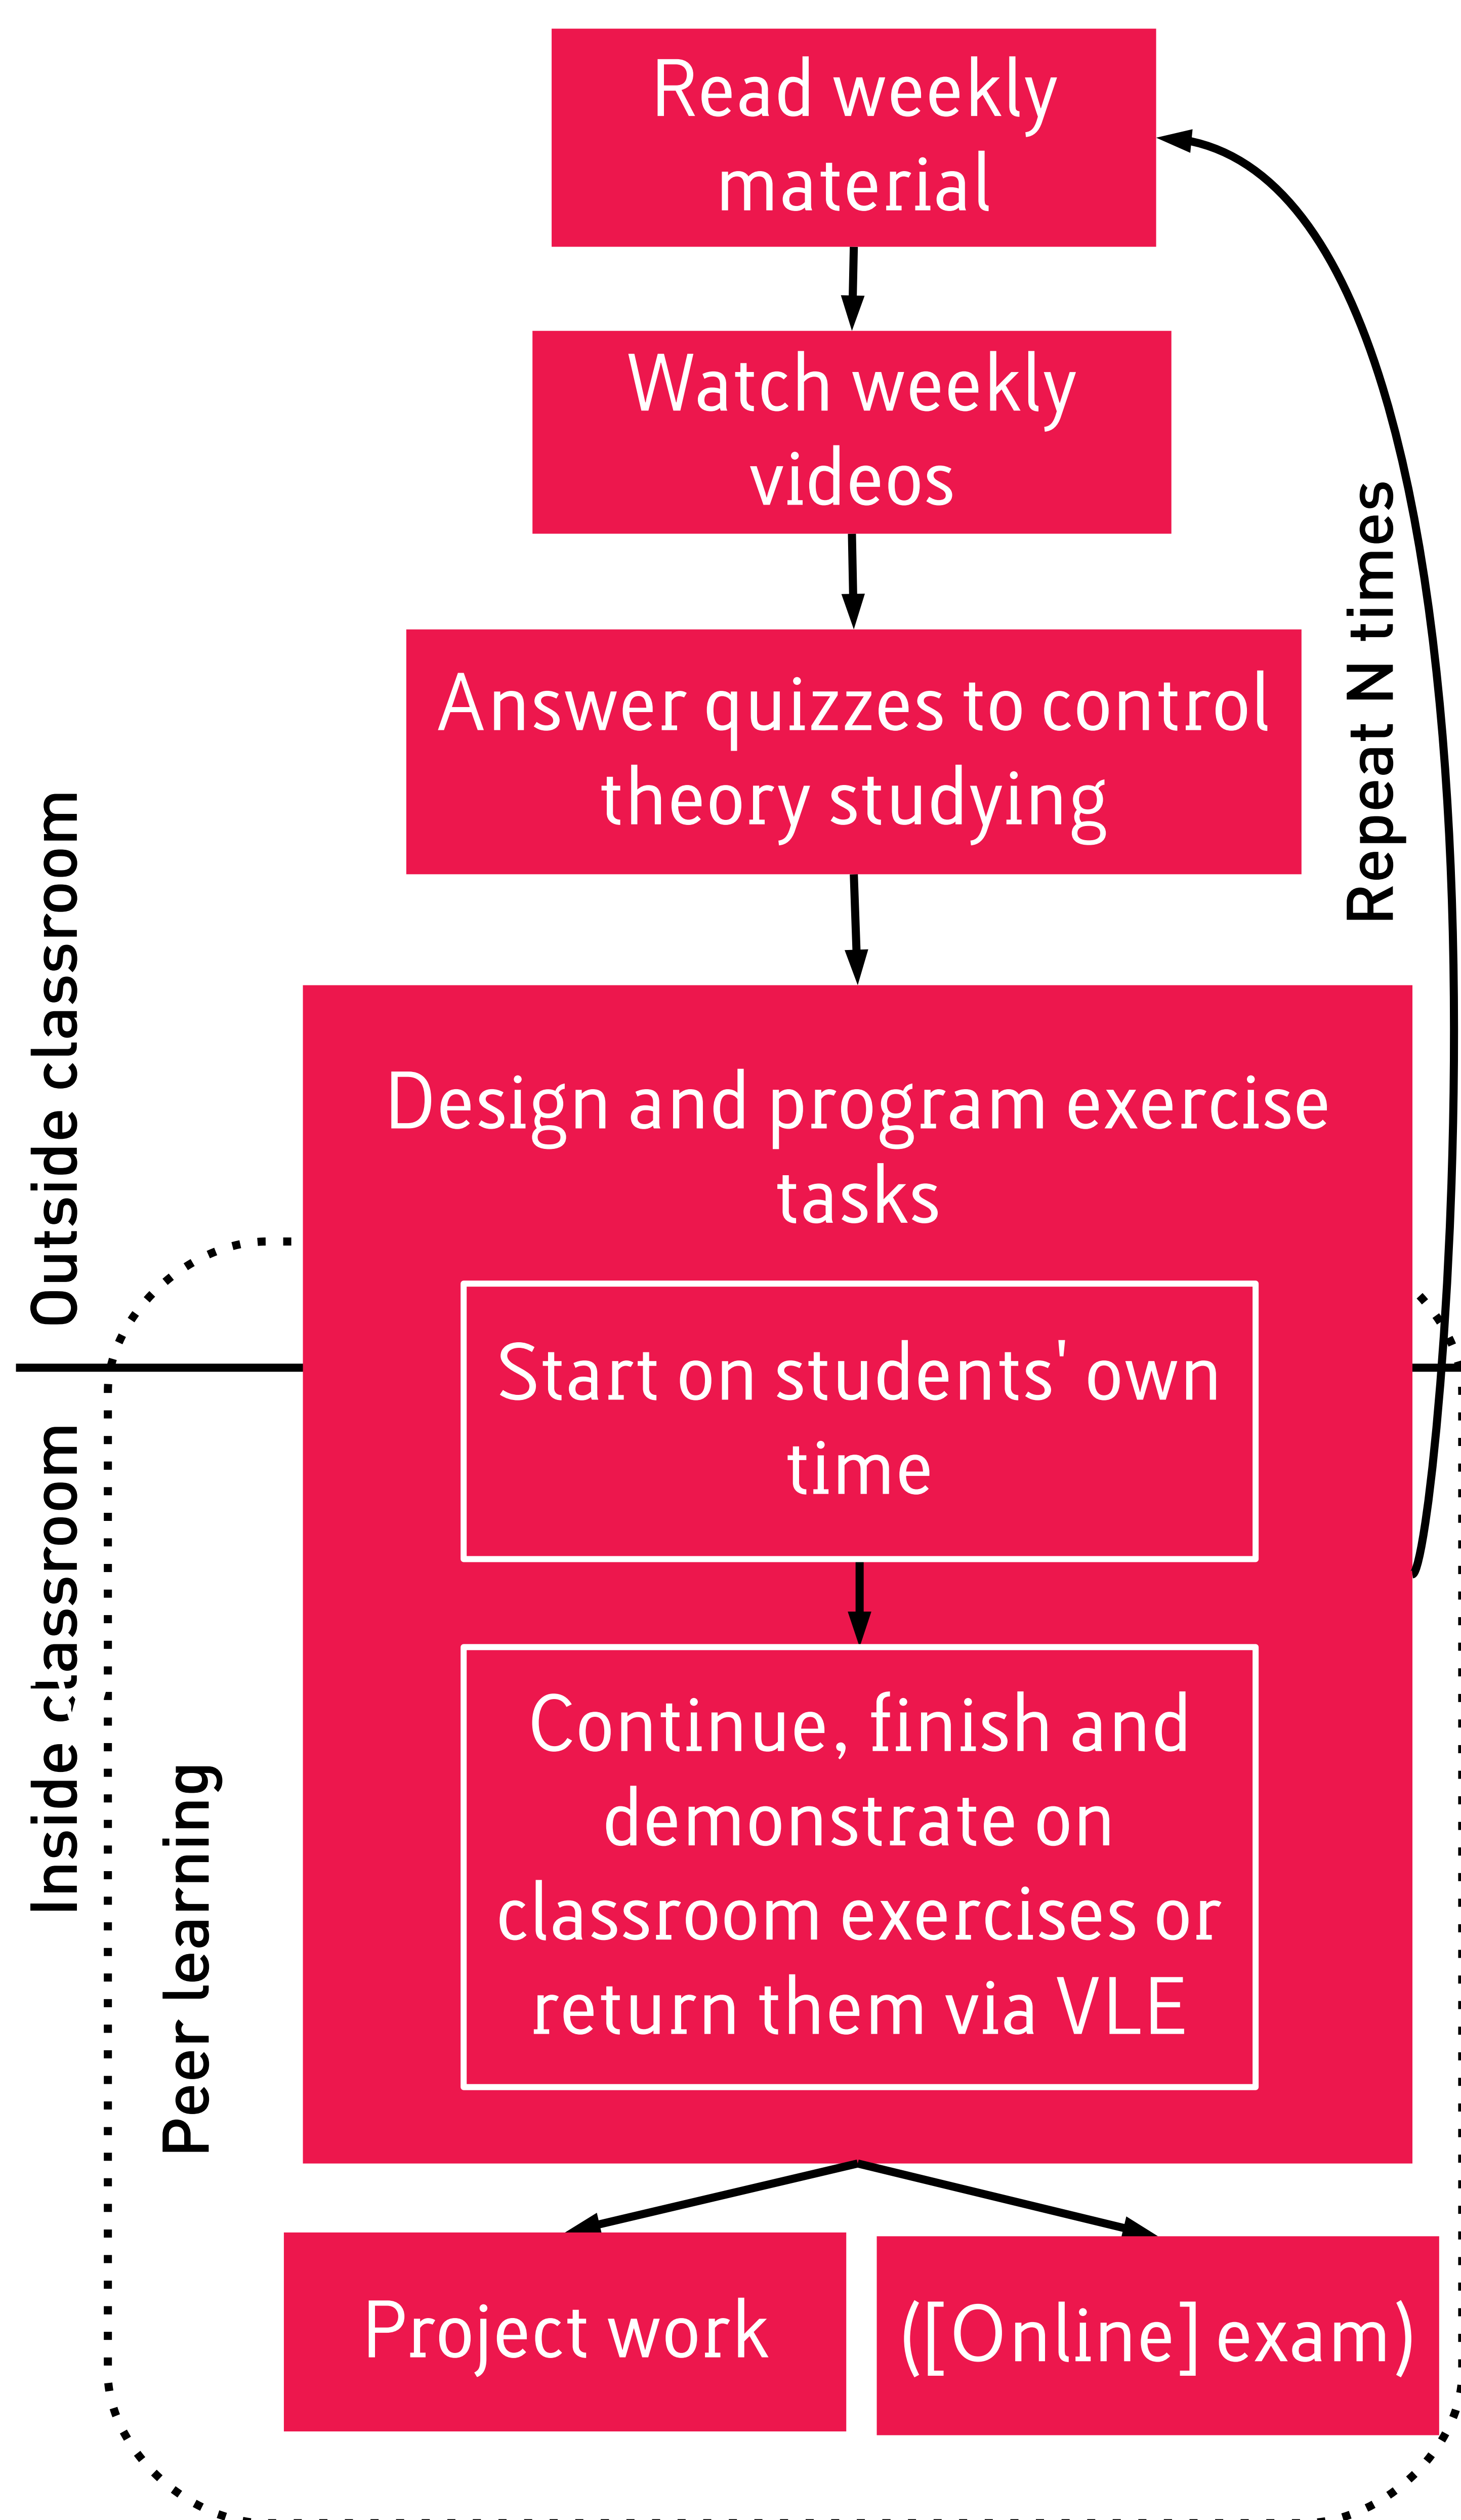 Read weekly
material
Watch weekly
videos
Answer quizzes to control
theory studying
Repeat N times
Outside classroom
Design and program exercise
tasks
Start on students' own
time
Inside classroom
Continue, finish and
demonstrate on
classroom exercises or
return them via VLE
Peer learning
Project work
([Online] exam)